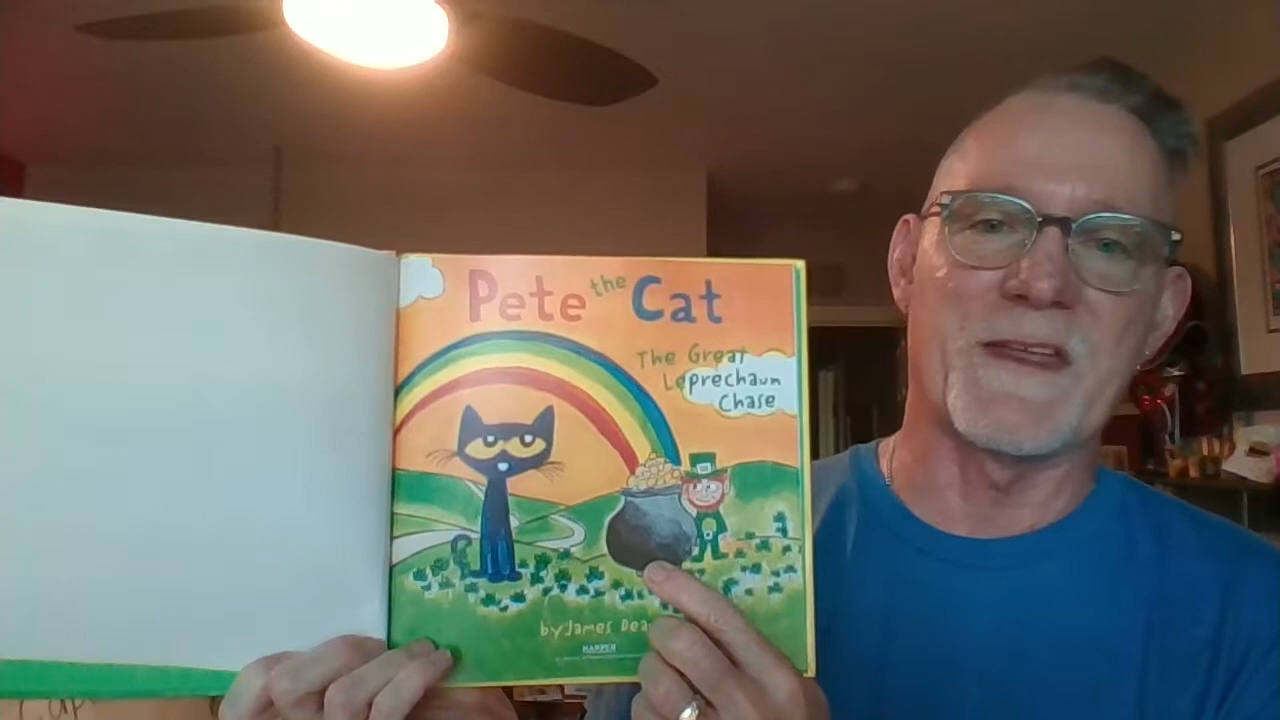 Pete the Cat
The Great
Leprechaun
Chase
by James Dea
HARPER